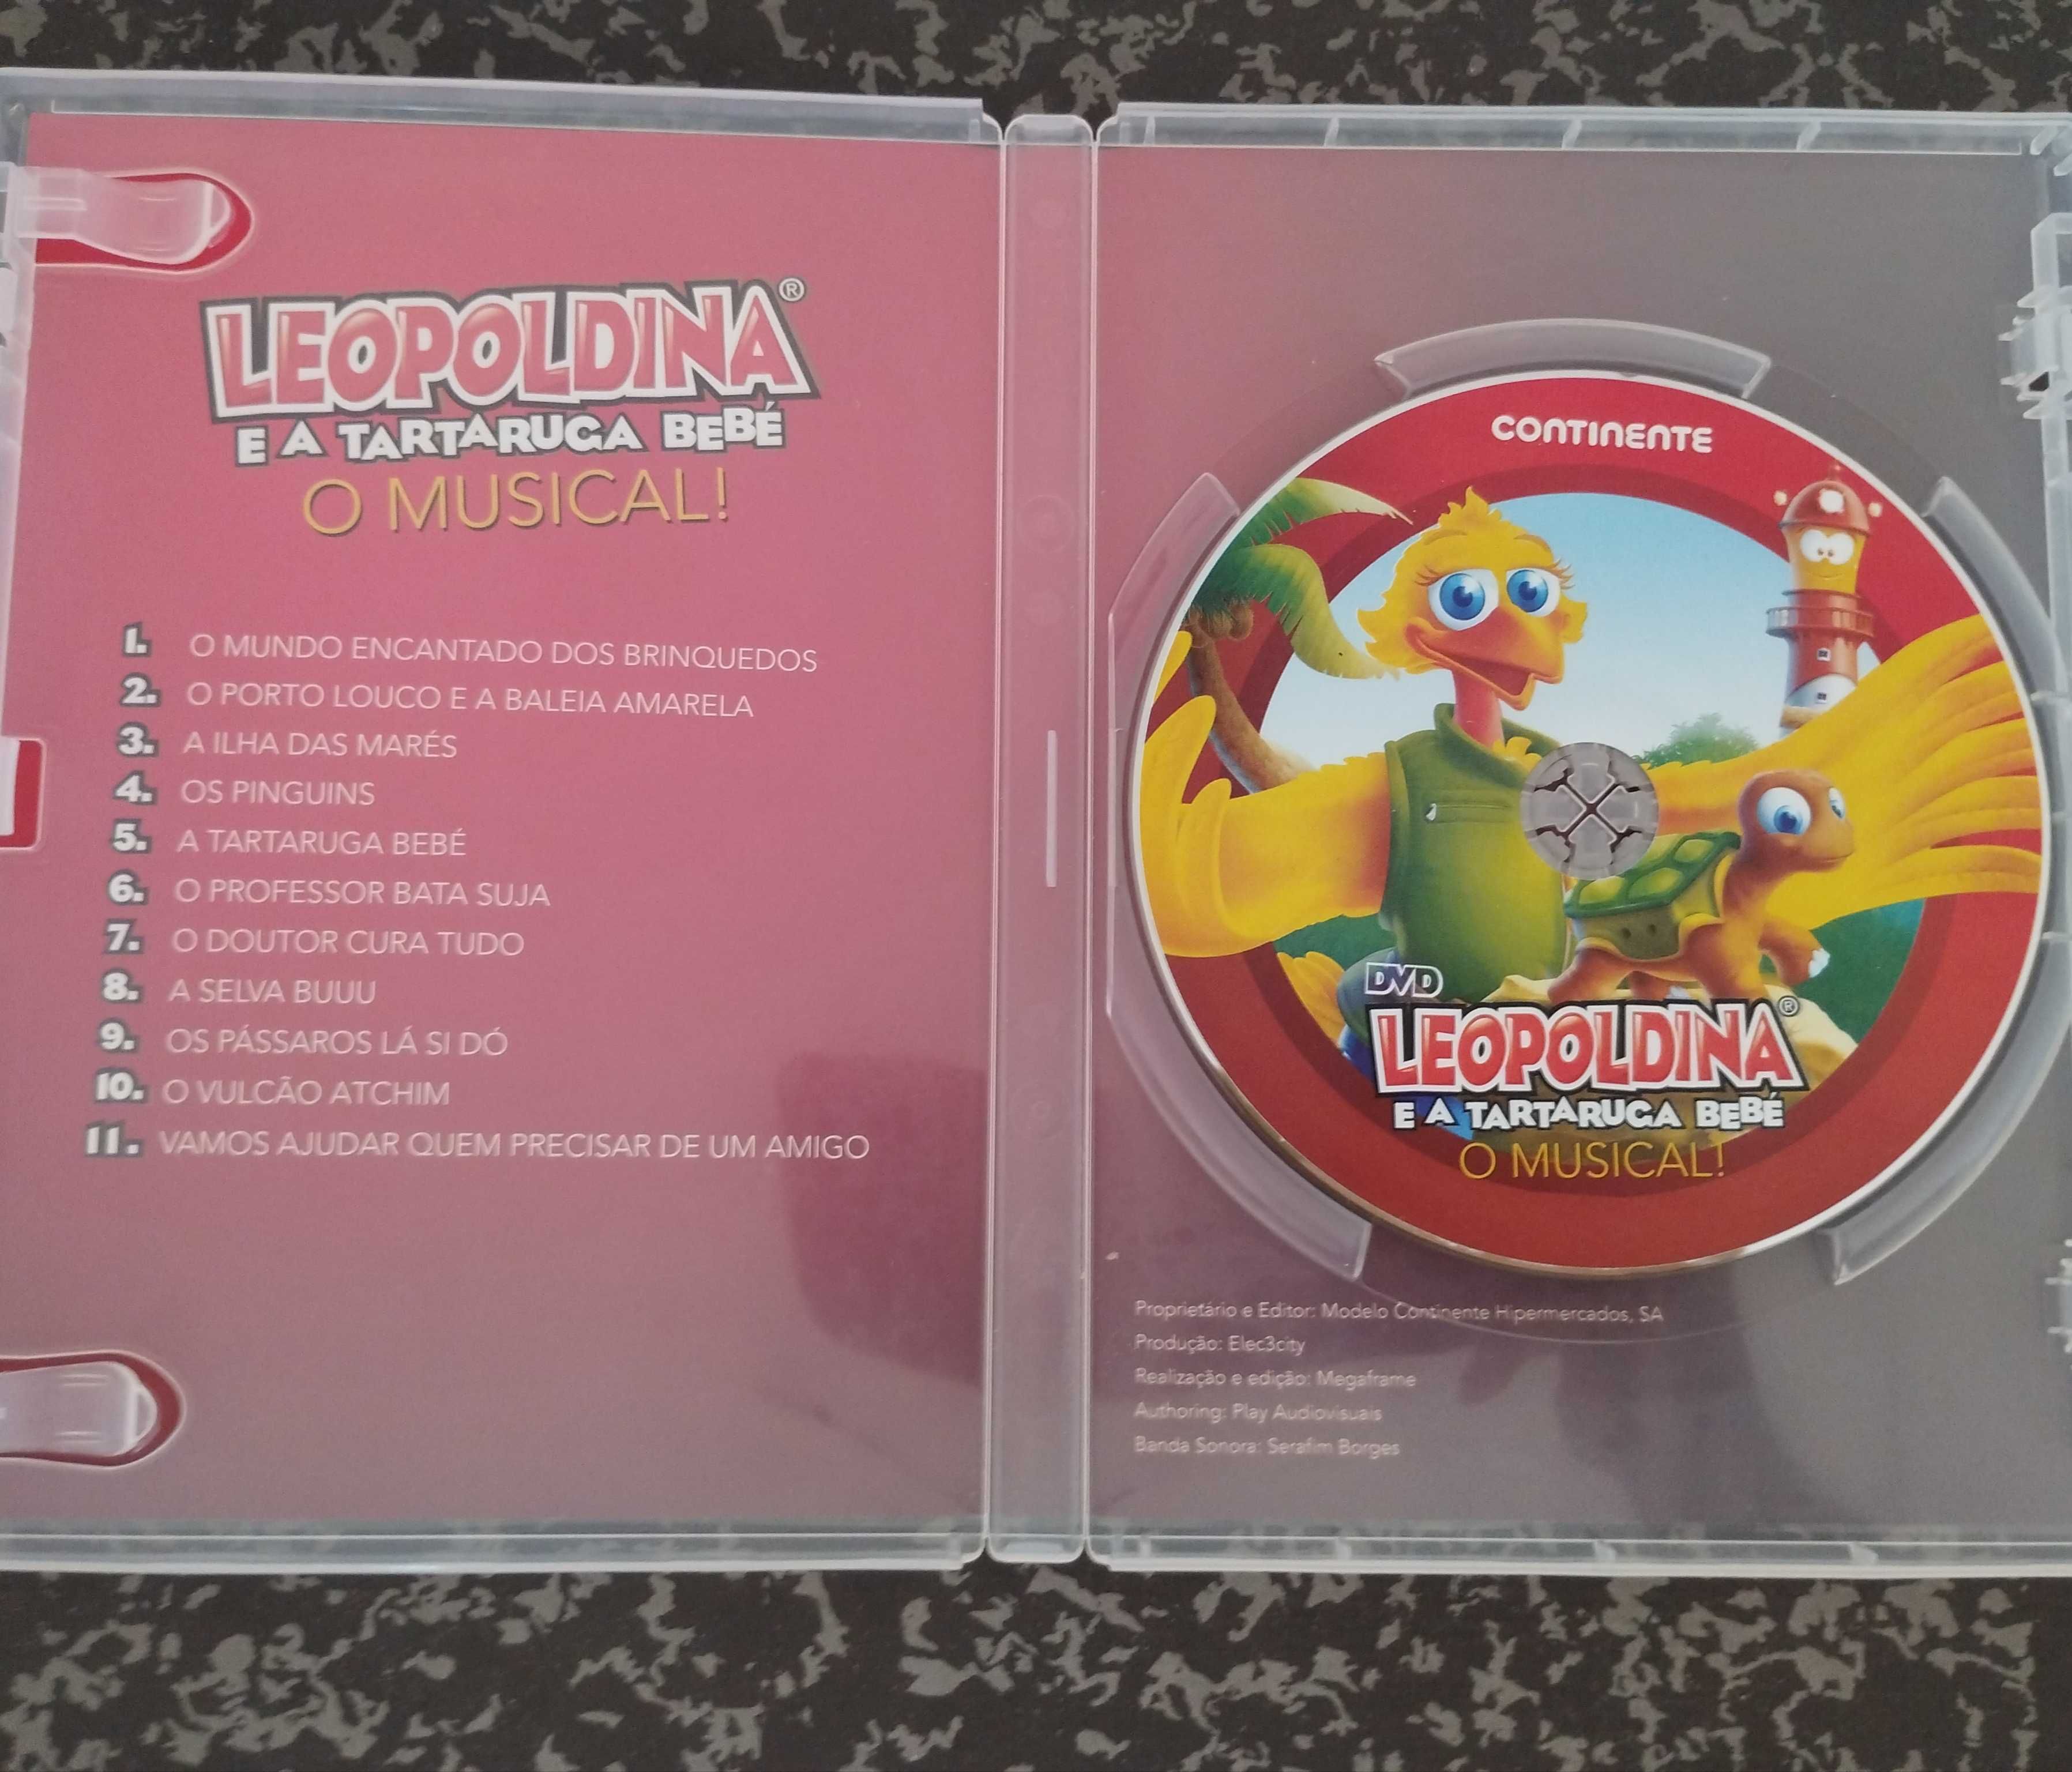 LEOPOLDINA®
E A TARTARUGA BEBÉ
O MUSICAL!
1. O MUNDO ENCANTADO DOS BRINQUEDOS
2. O PORTO LOUCO E A BALEIA AMARELA
3. A ILHA DAS MARÉS
4. OS PINGUINS
5. A TARTARUGA BEBÉ
6. O PROFESSOR BATA SUJA
7. O DOUTOR CURA TUDO
8. A SELVA BUUU
9. OS PÁSSAROS LÁ SI DÓ
10. O VULCÃO ATCHIM
11. VAMOS AJUDAR QUEM PRECISAR DE UM AMIGO
CONTINENTE
DVD
LEOPOLDINA®
E A TARTARUGA BEBÉ
O MUSICAL!
Proprietário e Editor: Modelo Continente Hipermercados, SA
Produção: Elec3city
Realização e edição: Megaframe
Authoring: Play Audiovisuais
Banda Sonora: Serafim Borges